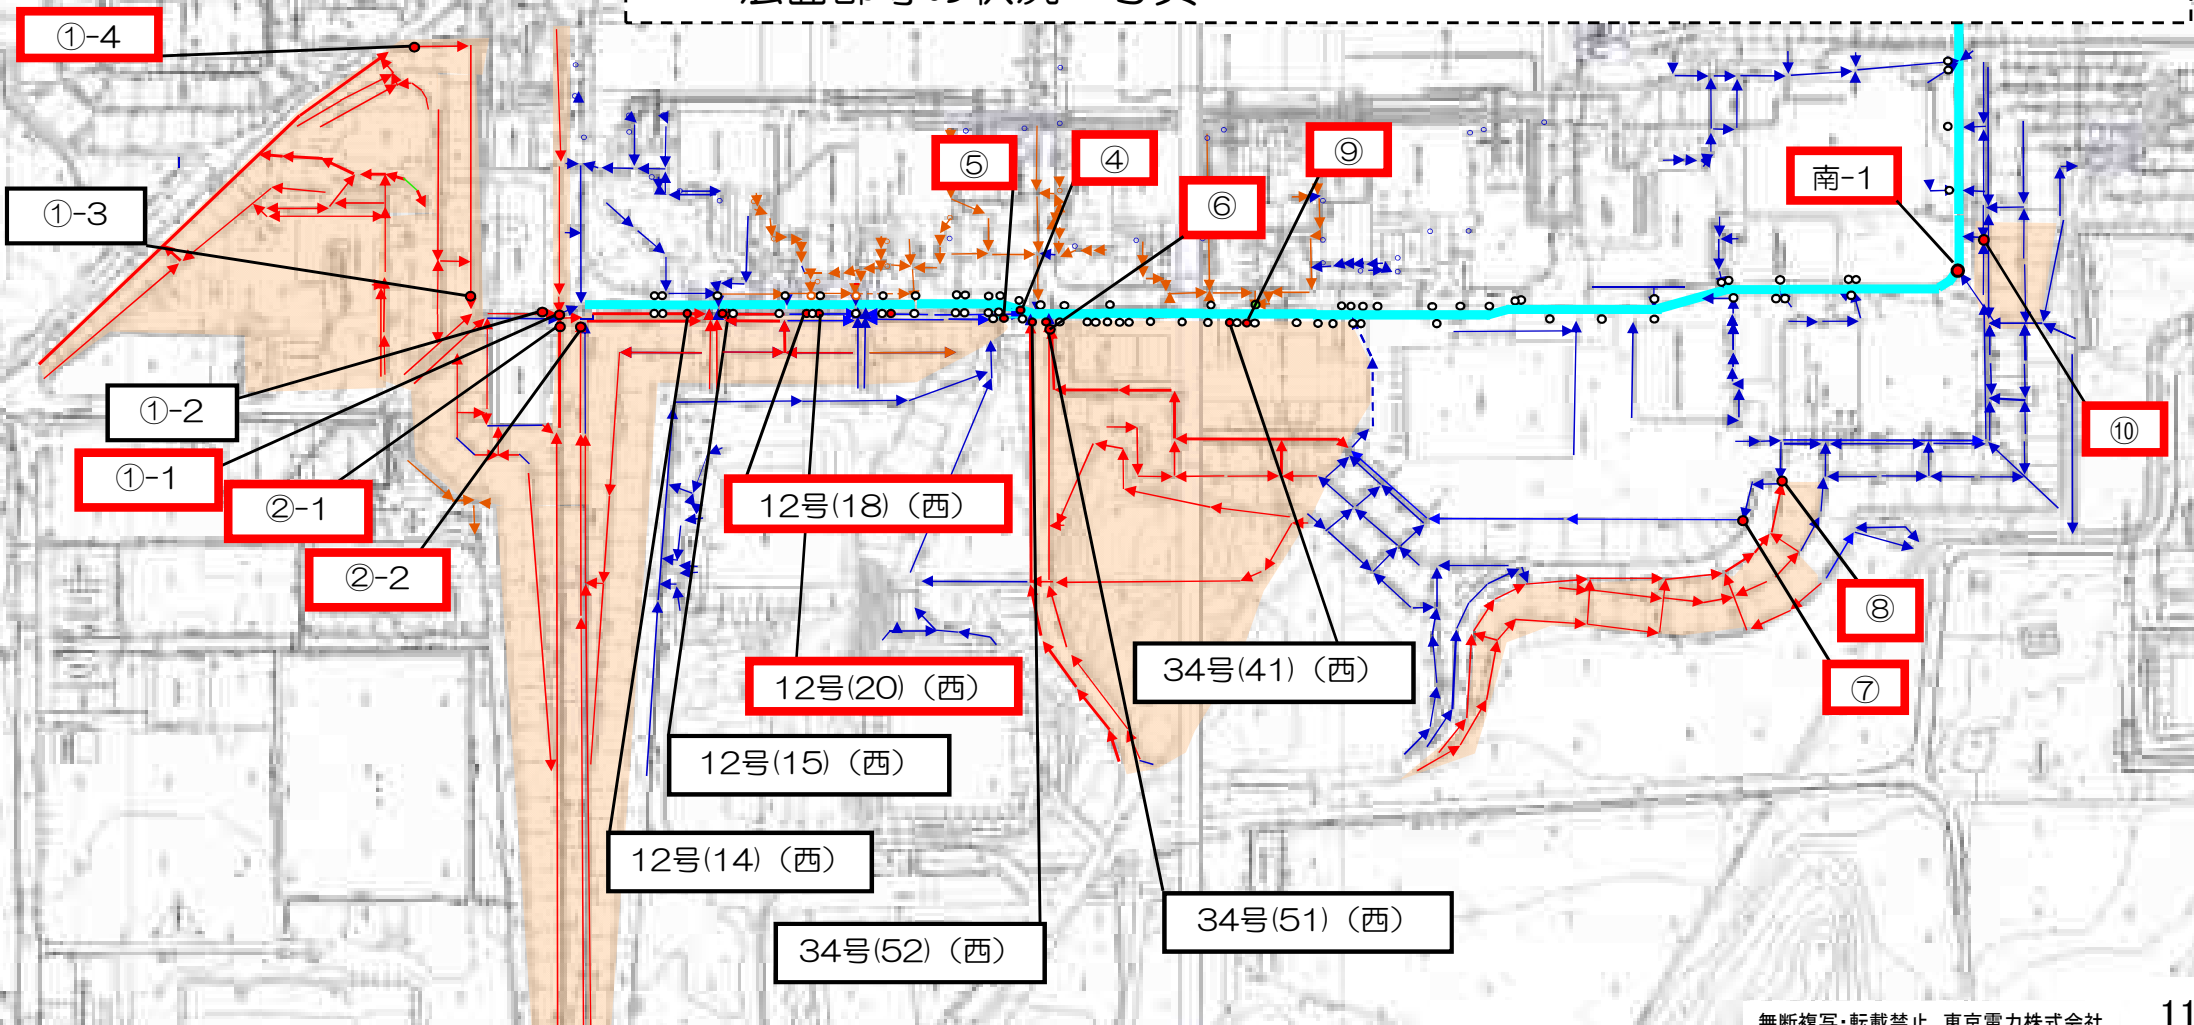 ①-4
⑤
④
⑨
⑥
南-1
①-3
①-2
①-1
②-1
②-2
12号(18)（西）
⑩
⑧
⑦
12号(20)（西）
34号(41)（西）
12号(15)（西）
12号(14)（西）
34号(51)（西）
34号(52)（西）
無断複写・転載禁止 東京電力株式会社
11